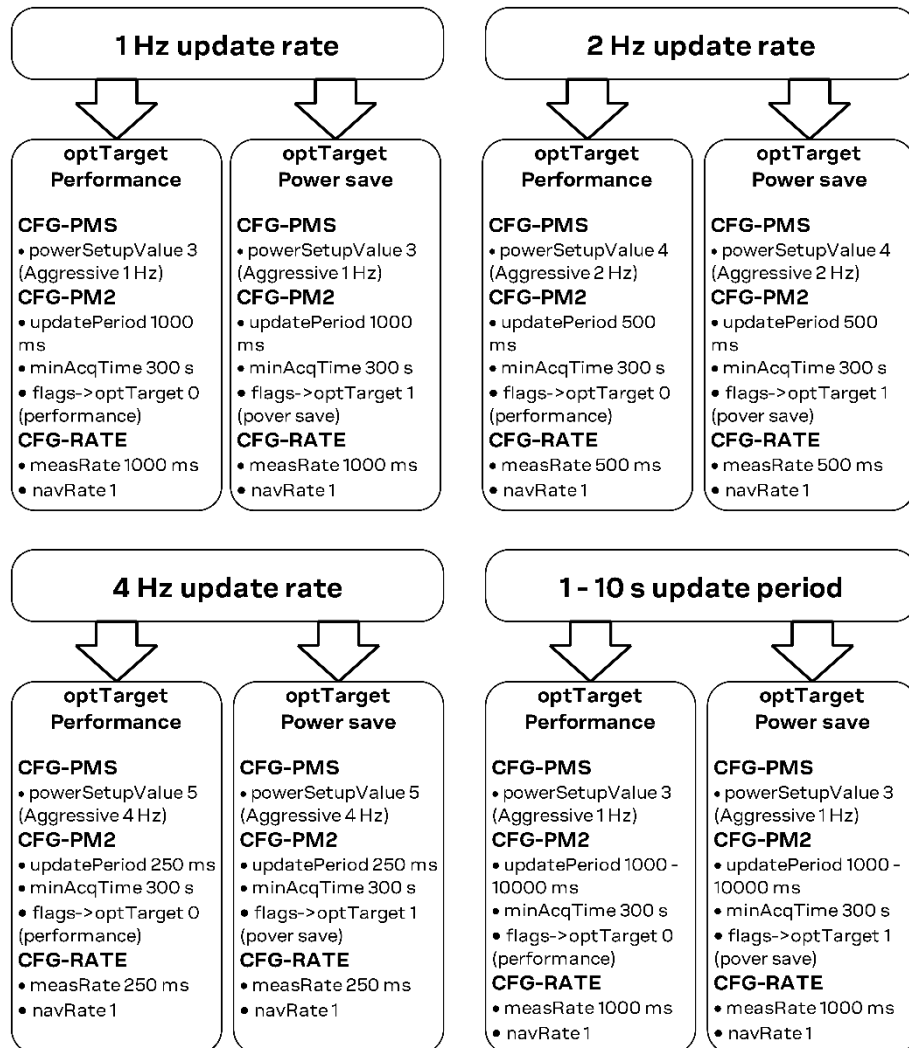 1 Hz update rate
optTarget
Performance
CFG-PMS
• powerSetupValue 3
(Aggressive 1 Hz)
CFG-PM2
• updatePeriod 1000
ms
• minAcqTime 300 s
• flags->optTarget 0
(performance)
CFG-RATE
• measRate 1000 ms
• navRate 1
optTarget
Power save
CFG-PMS
• powerSetupValue 3
(Aggressive 1 Hz)
CFG-PM2
• updatePeriod 1000
ms
• minAcqTime 300 s
• flags->optTarget 1
(pover save)
CFG-RATE
• measRate 1000 ms
• navRate 1
2 Hz update rate
optTarget
Performance
CFG-PMS
• powerSetupValue 4
(Aggressive 2 Hz)
CFG-PM2
• updatePeriod 500
ms
• minAcqTime 300 s
• flags->optTarget 0
(performance)
CFG-RATE
• measRate 500 ms
• navRate 1
optTarget
Power save
CFG-PMS
• powerSetupValue 4
(Aggressive 2 Hz)
CFG-PM2
• updatePeriod 500
ms
• minAcqTime 300 s
• flags->optTarget 1
(pover save)
CFG-RATE
• measRate 500 ms
• navRate 1
4 Hz update rate
optTarget
Performance
CFG-PMS
• powerSetupValue 5
(Aggressive 4 Hz)
CFG-PM2
• updatePeriod 250 ms
• minAcqTime 300 s
• flags->optTarget 0
(performance)
CFG-RATE
• measRate 250 ms
• navRate 1
optTarget
Power save
CFG-PMS
• powerSetupValue 5
(Aggressive 4 Hz)
CFG-PM2
• updatePeriod 250 ms
• minAcqTime 300 s
• flags->optTarget 1
(pover save)
CFG-RATE
• measRate 250 ms
• navRate 1
1 - 10 s update period
optTarget
Performance
CFG-PMS
• powerSetupValue 3
(Aggressive 1 Hz)
CFG-PM2
• updatePeriod 1000 -
10000 ms
• minAcqTime 300 s
• flags->optTarget 0
(performance)
CFG-RATE
• measRate 1000 ms
• navRate 1
optTarget
Power save
CFG-PMS
• powerSetupValue 3
(Aggressive 1 Hz)
CFG-PM2
• updatePeriod 1000 -
10000 ms
• minAcqTime 300 s
• flags->optTarget 1
(pover save)
CFG-RATE
• measRate 1000 ms
• navRate 1